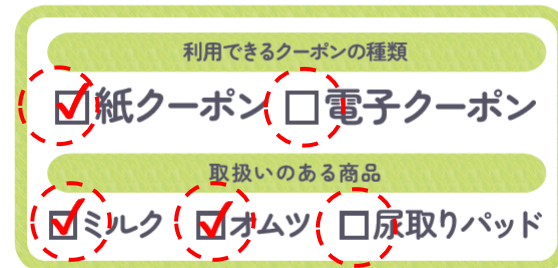 利用できるクーポンの種類
☑紙クーポン □電子クーポン
取扱いのある商品
☑ミルク ☑オムツ □尿取りパッド